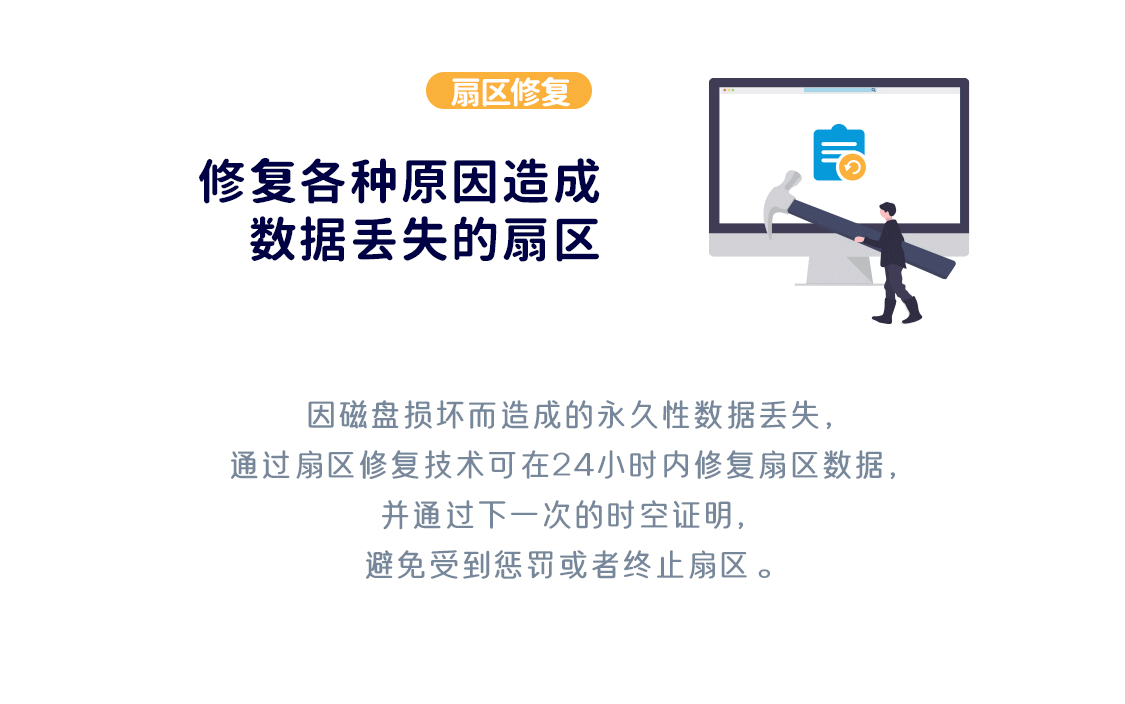 扇区修复
修复各种原因造成
数据丢失的扇区
因磁盘损坏而造成的永久性数据丢失，
通过扇区修复技术可在24小时内修复扇区数据，
并通过下一次的时空证明，
避免受到惩罚或者终止扇区。